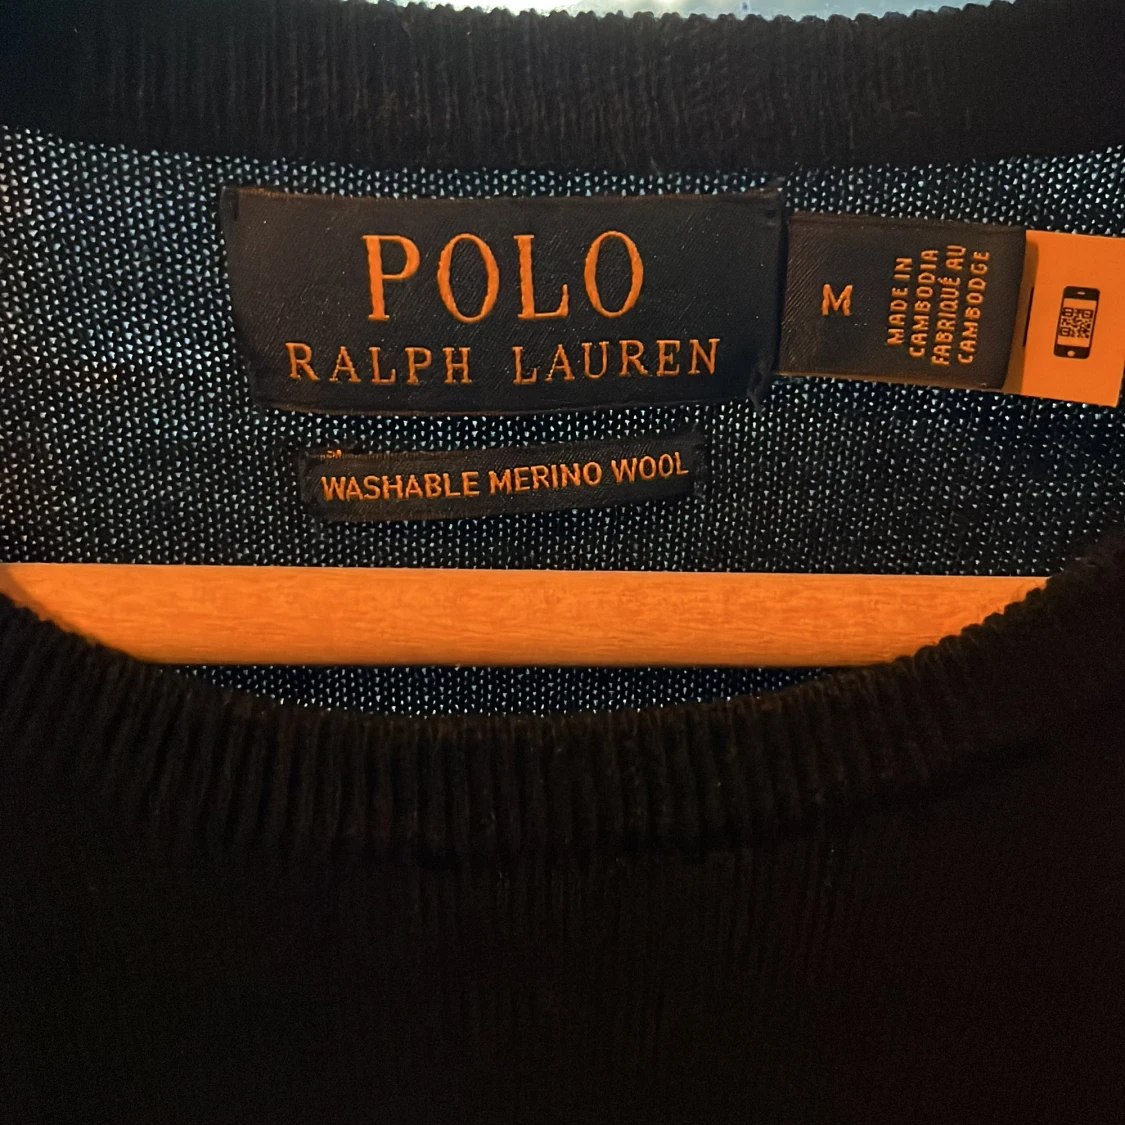 POLO
RALPH LAUREN
M
MADE IN
CAMBODIA
FABRIQUÉ AU
CAMBODGE
WASHABLE MERINO WOOL